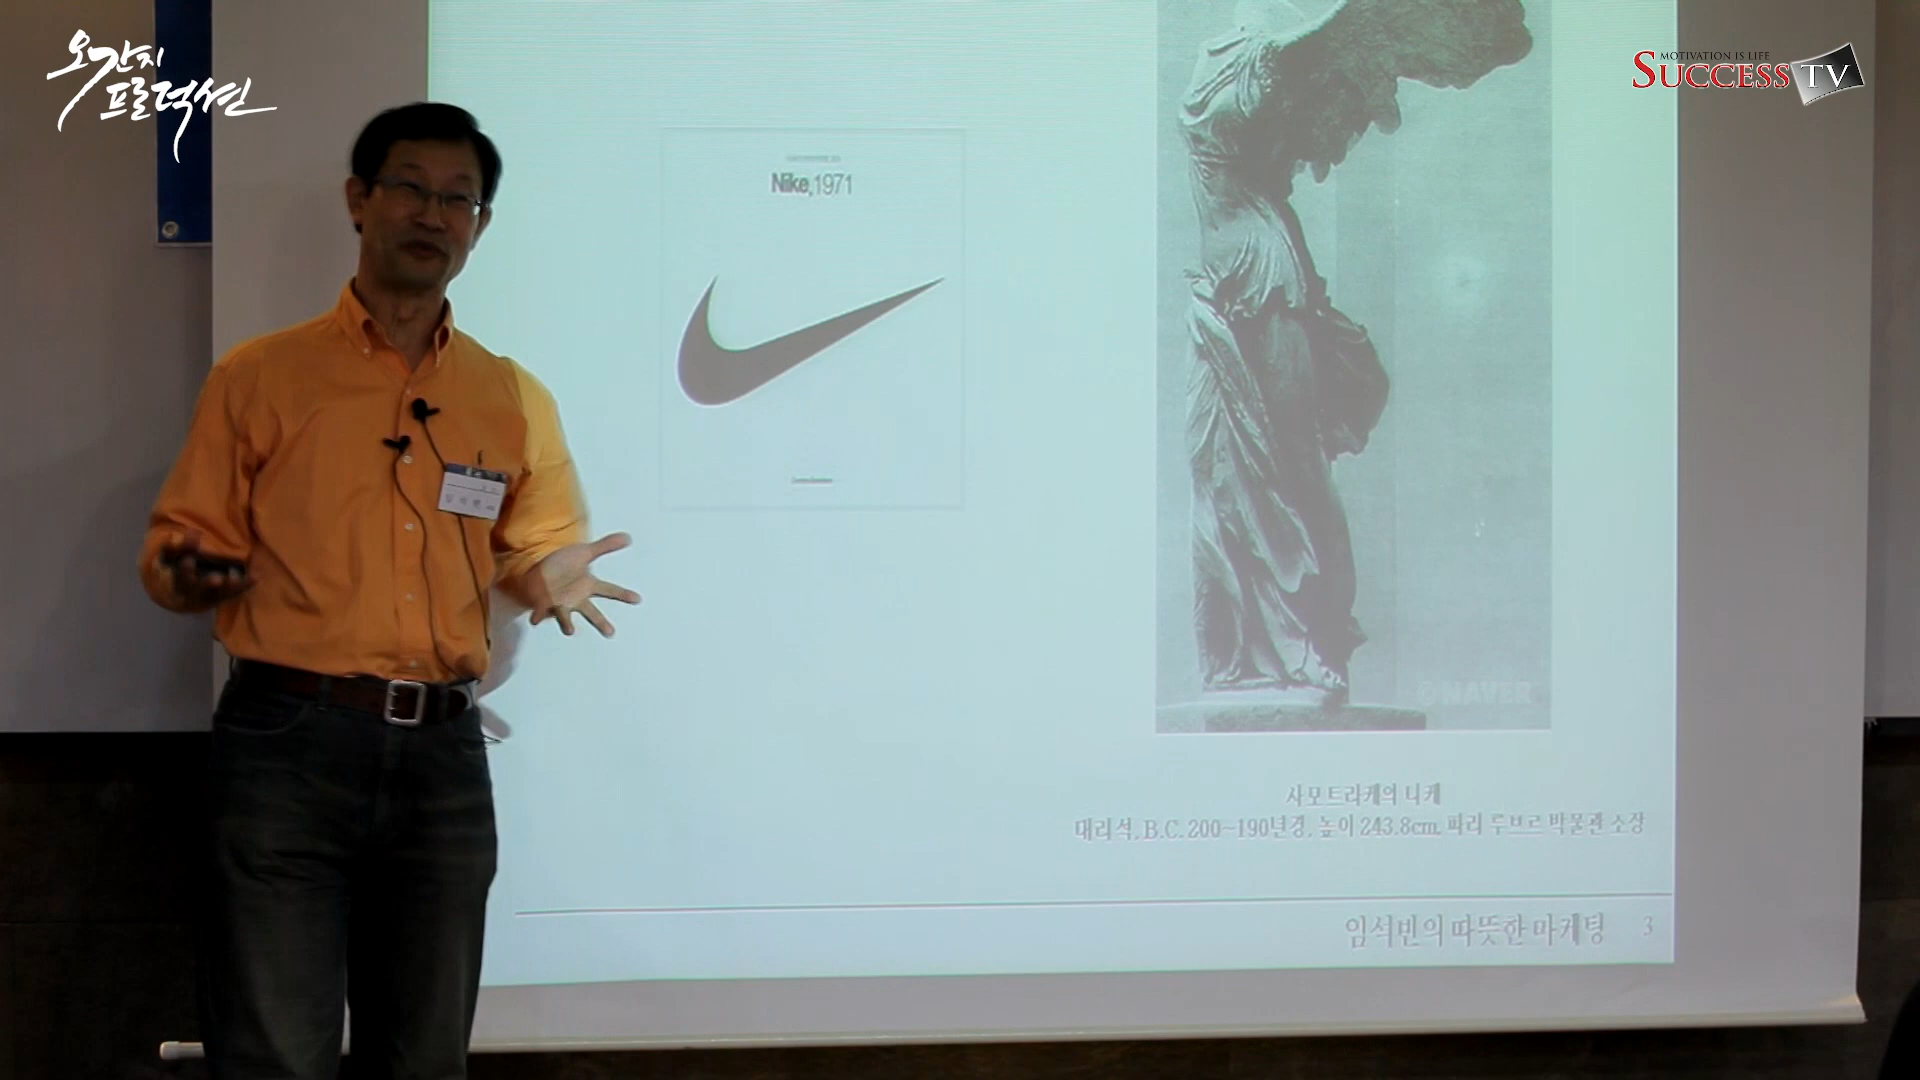 오간지
프로덕션
MOTIVATION IS LIFE
SUCCESS TV
Nike,1971
©NAVER
사모트라케의 니케
대리석, B.C. 200~190년경, 높이 243.8cm, 파리 루브르 박물관 소장
임석빈의 따뜻한 마케팅 3